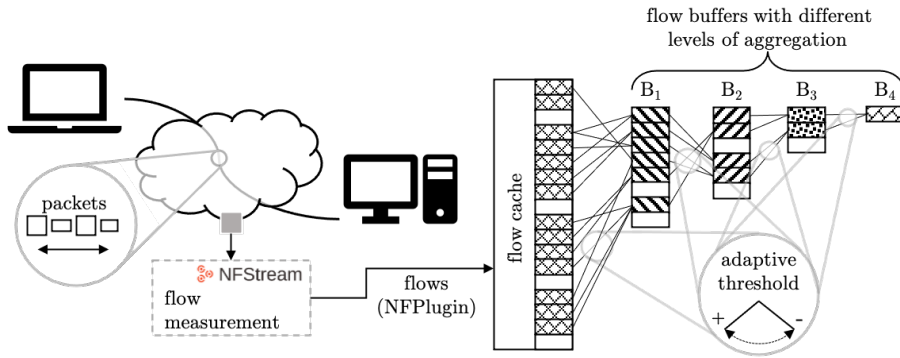 flow buffers with different
levels of aggregation
B1
B2
B3
B4
packets
NFStream
flow
measurement
flows
(NFPlugin)
flow cache
adaptive
threshold
+
-